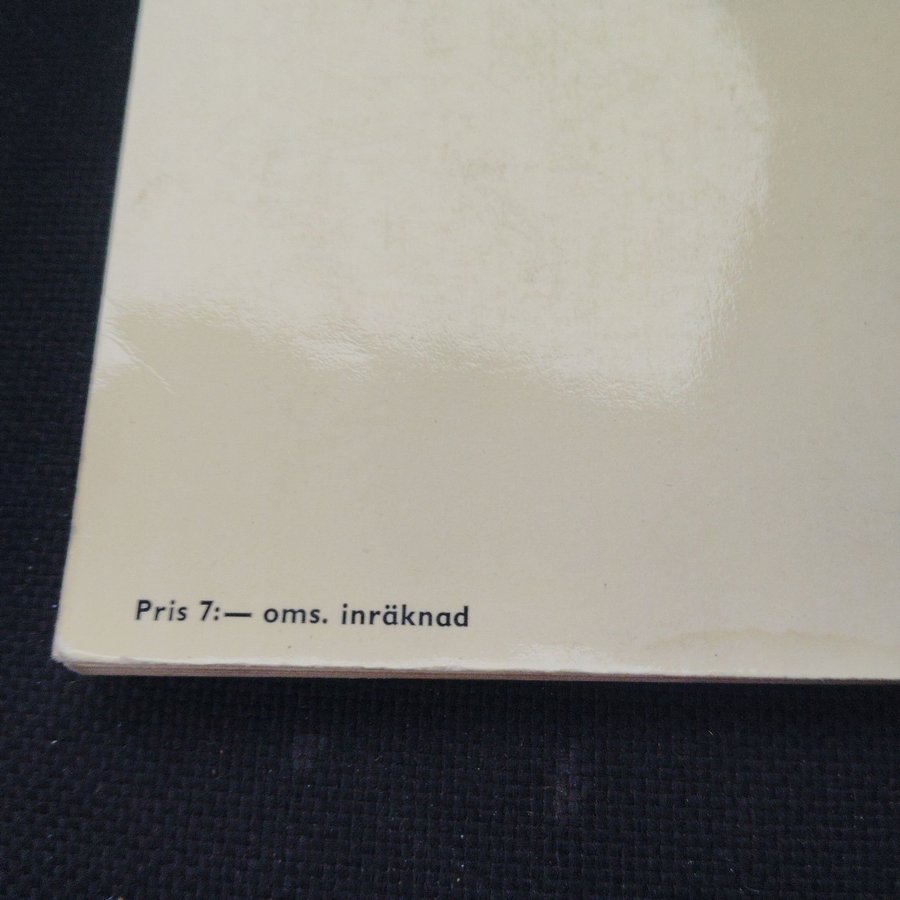 Pris 7:— oms. inräknad